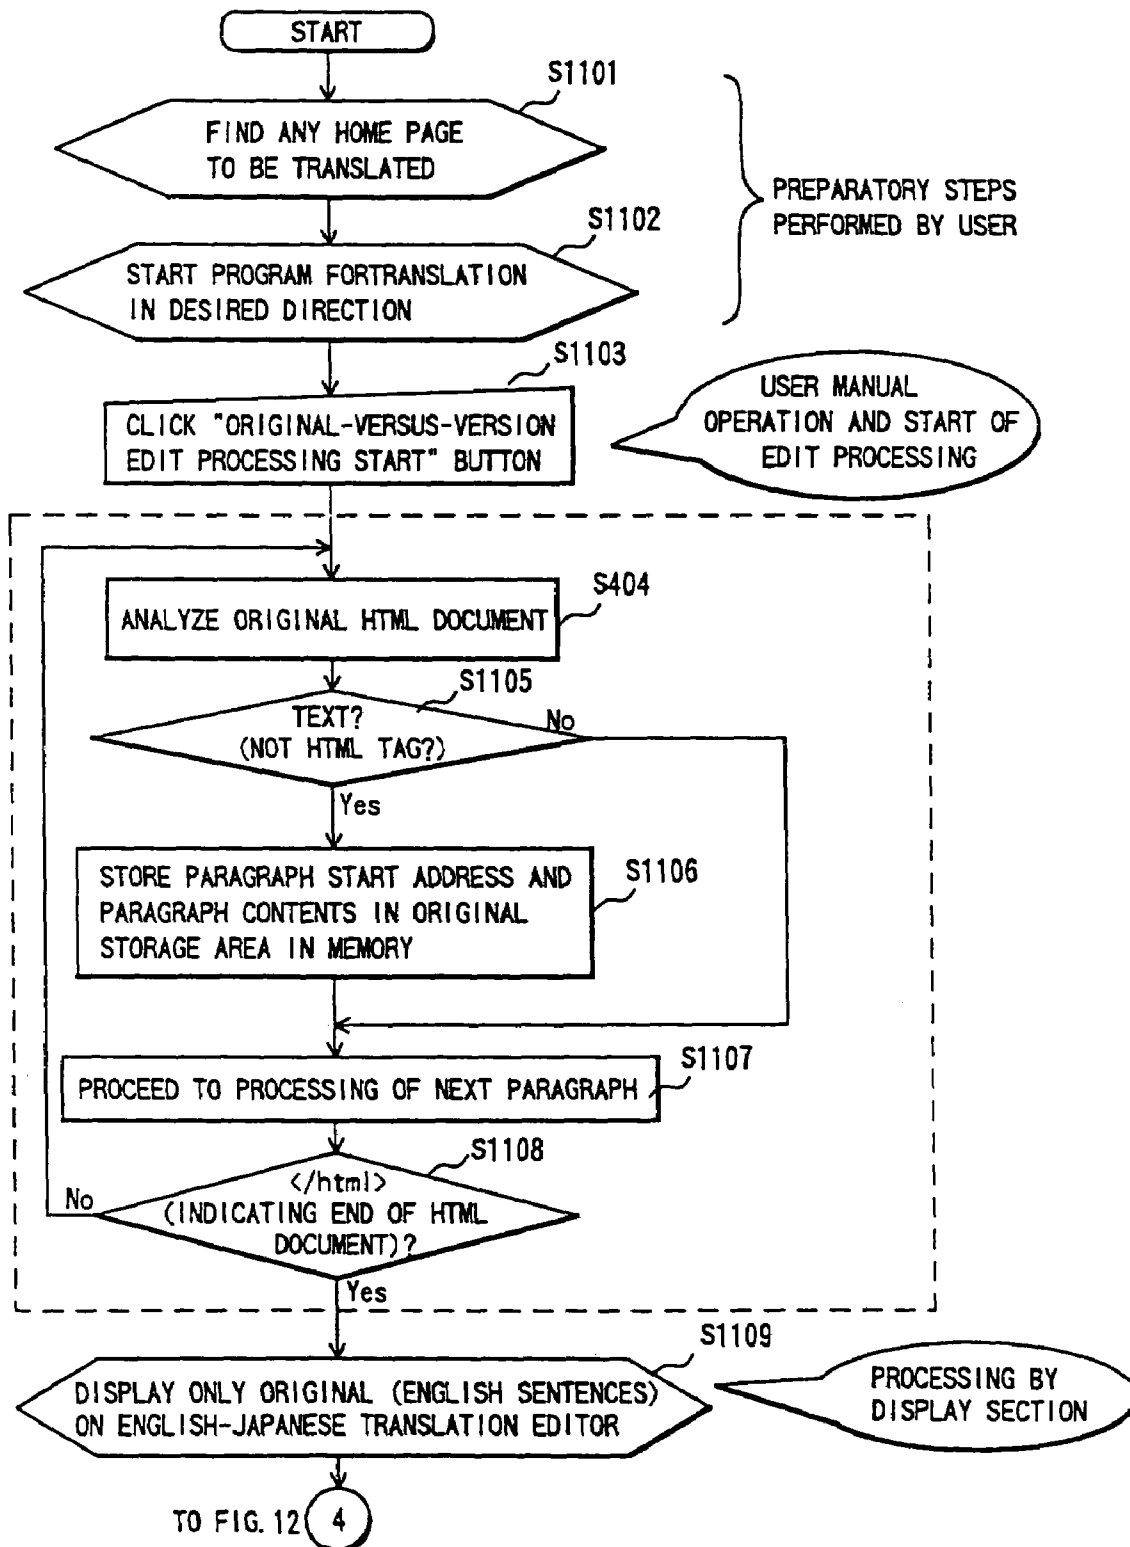 START
S1101
FIND ANY HOME PAGE
TO BE TRANSLATED
PREPARATORY STEPS
PERFORMED BY USER
S1102
START PROGRAM FORTRANSLATION
IN DESIRED DIRECTION
S1103
CLICK "ORIGINAL-VERSUS-VERSION
EDIT PROCESSING START" BUTTON
USER MANUAL
OPERATION AND START OF
EDIT PROCESSING
S404
ANALYZE ORIGINAL HTML DOCUMENT
S1105
TEXT?
(NOT HTML TAG?)
No
Yes
S1106
STORE PARAGRAPH START ADDRESS AND
PARAGRAPH CONTENTS IN ORIGINAL
STORAGE AREA IN MEMORY
S1107
PROCEED TO PROCESSING OF NEXT PARAGRAPH
S1108
</html>
(INDICATING END OF HTML
DOCUMENT)?
No
Yes
S1109
DISPLAY ONLY ORIGINAL (ENGLISH SENTENCES)
ON ENGLISH-JAPANESE TRANSLATION EDITOR
PROCESSING BY
DISPLAY SECTION
TO FIG. 12 4